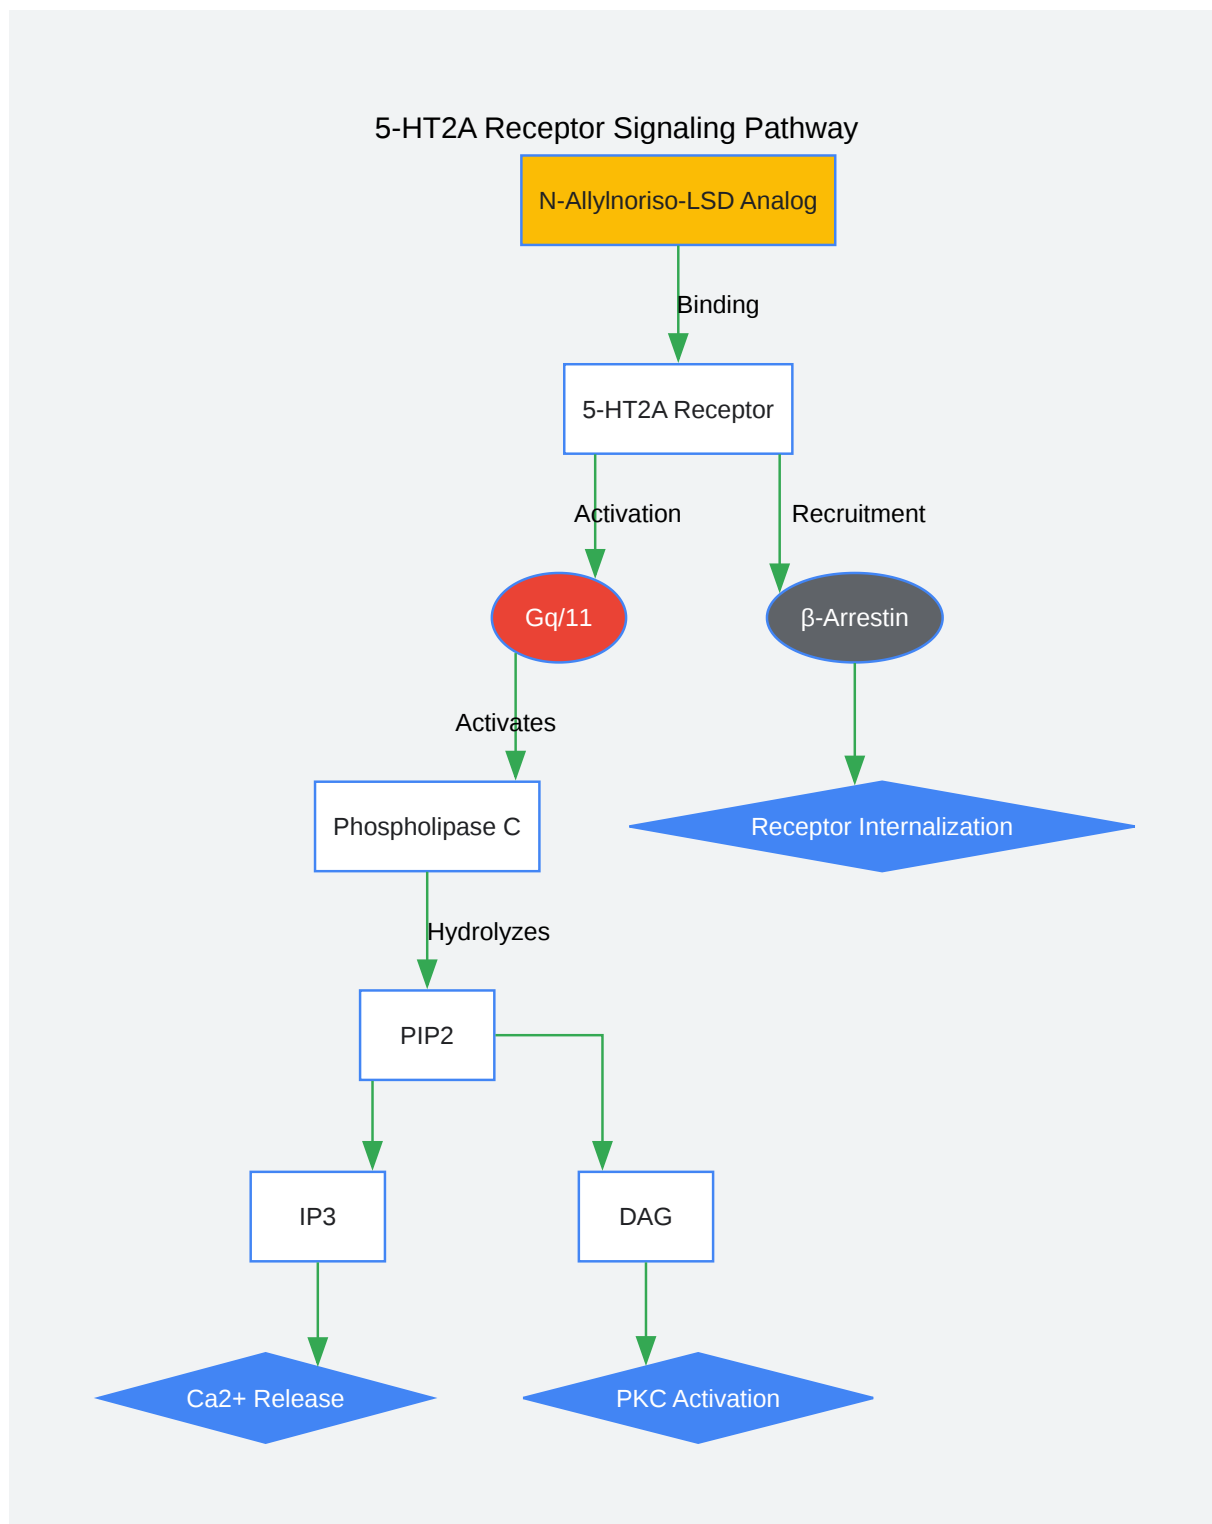 5-HT2A Receptor Signaling Pathway
N-Allylnoriso-LSD Analog
Binding
5-HT2A Receptor
Activation
Recruitment
Gq/11
β-Arrestin
Activates
Phospholipase C
Receptor Internalization
Hydrolyzes
PIP2
IP3
DAG
Ca2+ Release
PKC Activation